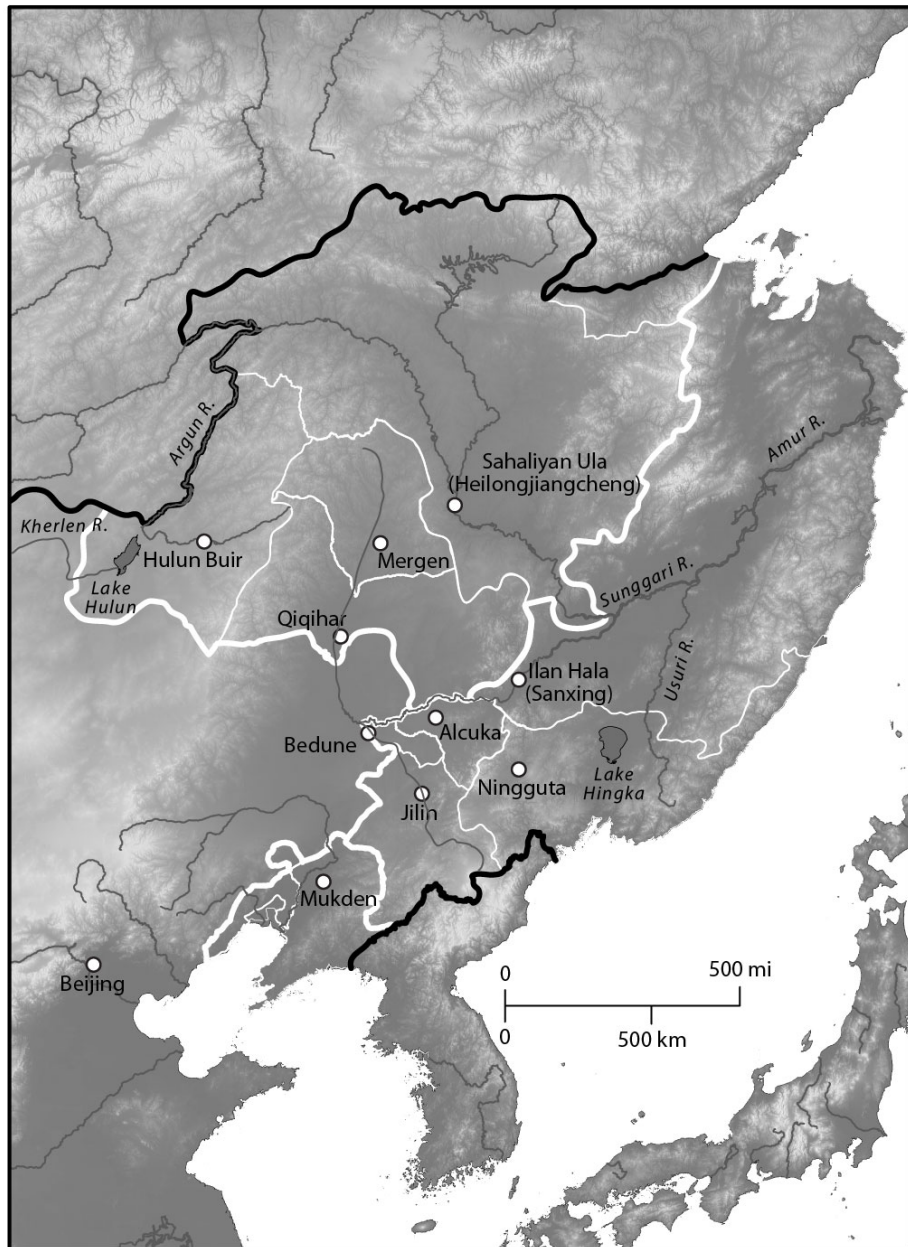 Argun R.
Amur R.
Sahaliyan Ula
(Heilongjiangcheng)
Kherlen R.
Hulun Buir
Mergen
Lake
Hulun
Sunggari R.
Qiqihar
Usuri R.
Ilan Hala
(Sanxing)
Bedune
Alcuka
Ningguta
Lake
Hingka
Jilin
Mukden
Beijing
0
500 mi
0
500 km